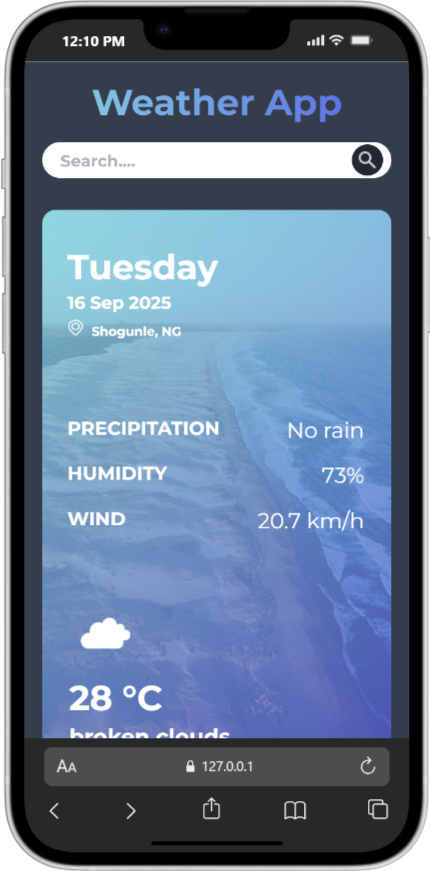 12:10 PM
Weather App
Search....
Tuesday
16 Sep 2025
Shogunle, NG
PRECIPITATION No rain
HUMIDITY 73%
WIND 20.7 km/h
28 °C
broken clouds
AA 127.0.0.1